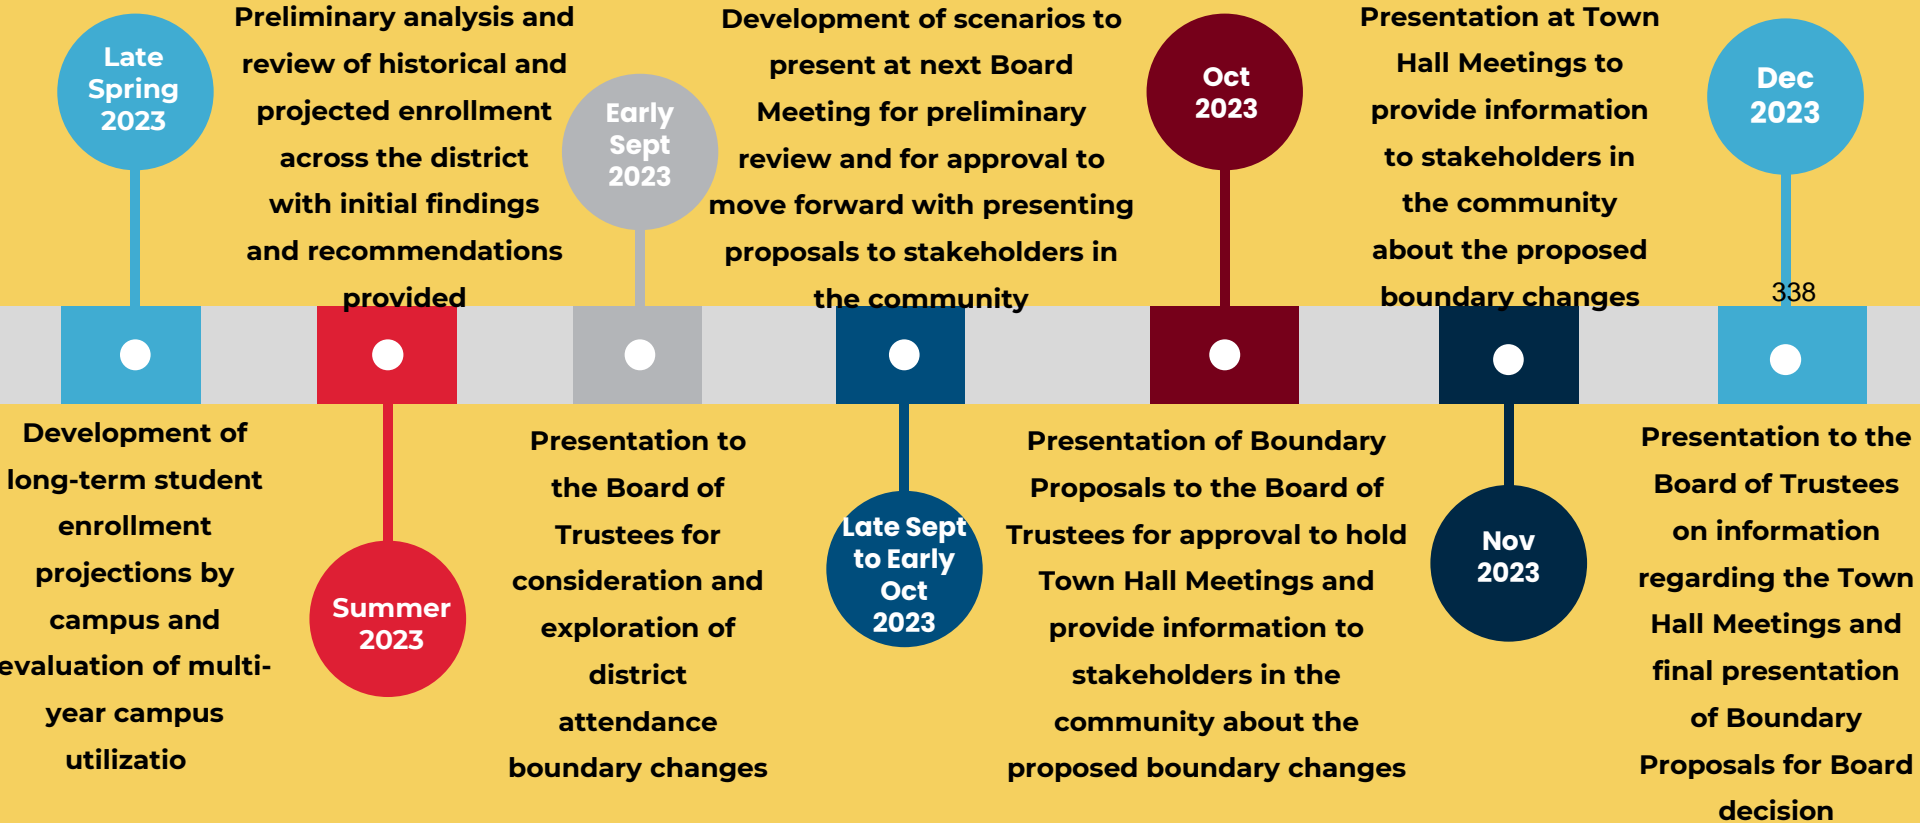 Late
Spring
2023
Development of
long-term student
enrollment
projections by
campus and
evaluation of multi-
year campus
utilizatio
Preliminary analysis and
review of historical and
projected enrollment
across the district
with initial findings
and recommendations
provided
Summer
2023
Early
Sept
2023
Presentation to
the Board of
Trustees for
consideration and
exploration of
district
attendance
boundary changes
Development of scenarios to
present at next Board
Meeting for preliminary
review and for approval to
move forward with presenting
proposals to stakeholders in
the community
Late Sept
to Early
Oct
2023
Oct
2023
Presentation of Boundary
Proposals to the Board of
Trustees for approval to hold
Town Hall Meetings and
provide information to
stakeholders in the
community about the
proposed boundary changes
Presentation at Town
Hall Meetings to
provide information
to stakeholders in
the community
about the proposed
boundary changes
Nov
2023
Dec
2023
338
Presentation to the
Board of Trustees
on information
regarding the Town
Hall Meetings and
final presentation
of Boundary
Proposals for Board
decision